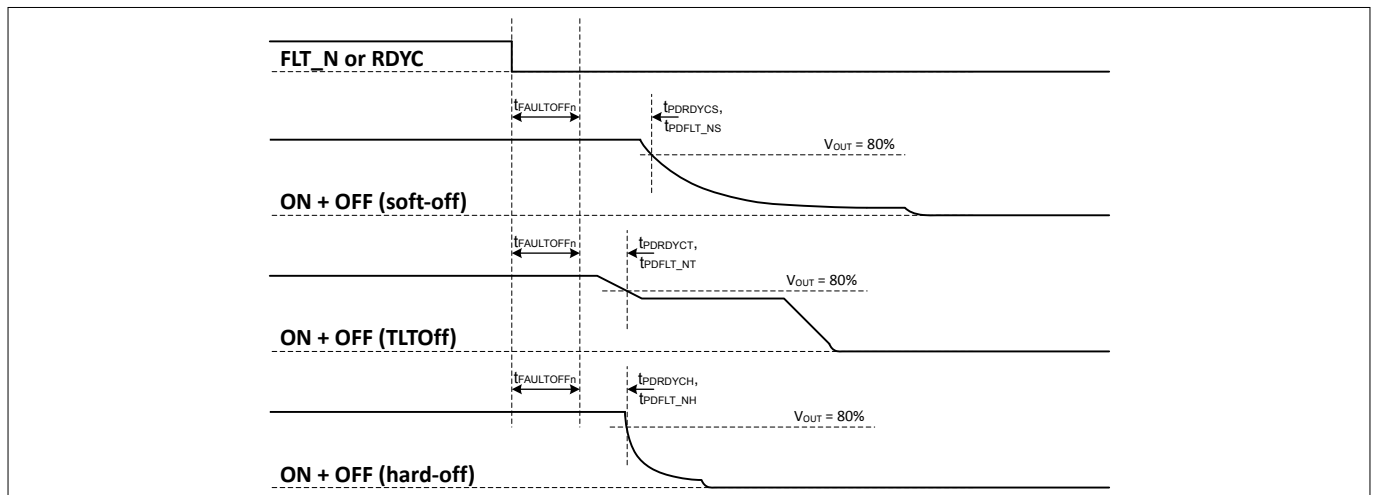 FLT_N or RDYC
tFAULTOFFn
tPDRDYCS,
tPDFLT_NS
VOUT = 80%
ON + OFF (soft-off)
tFAULTOFFn
tPDRDYCT,
tPDFLT_NT
VOUT = 80%
ON + OFF (TLTOff)
tFAULTOFFn
tPDRDYCH,
tPDFLT_NH
VOUT = 80%
ON + OFF (hard-off)